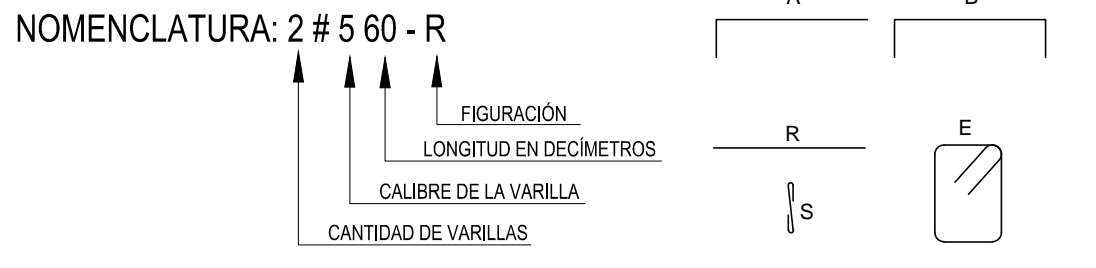 A B
NOMENCLATURA: 2 # 5 60 - R
FIGURACIÓN
LONGITUD EN DECÍMETROS
CALIBRE DE LA VARILLA
CANTIDAD DE VARILLAS
R
E
S